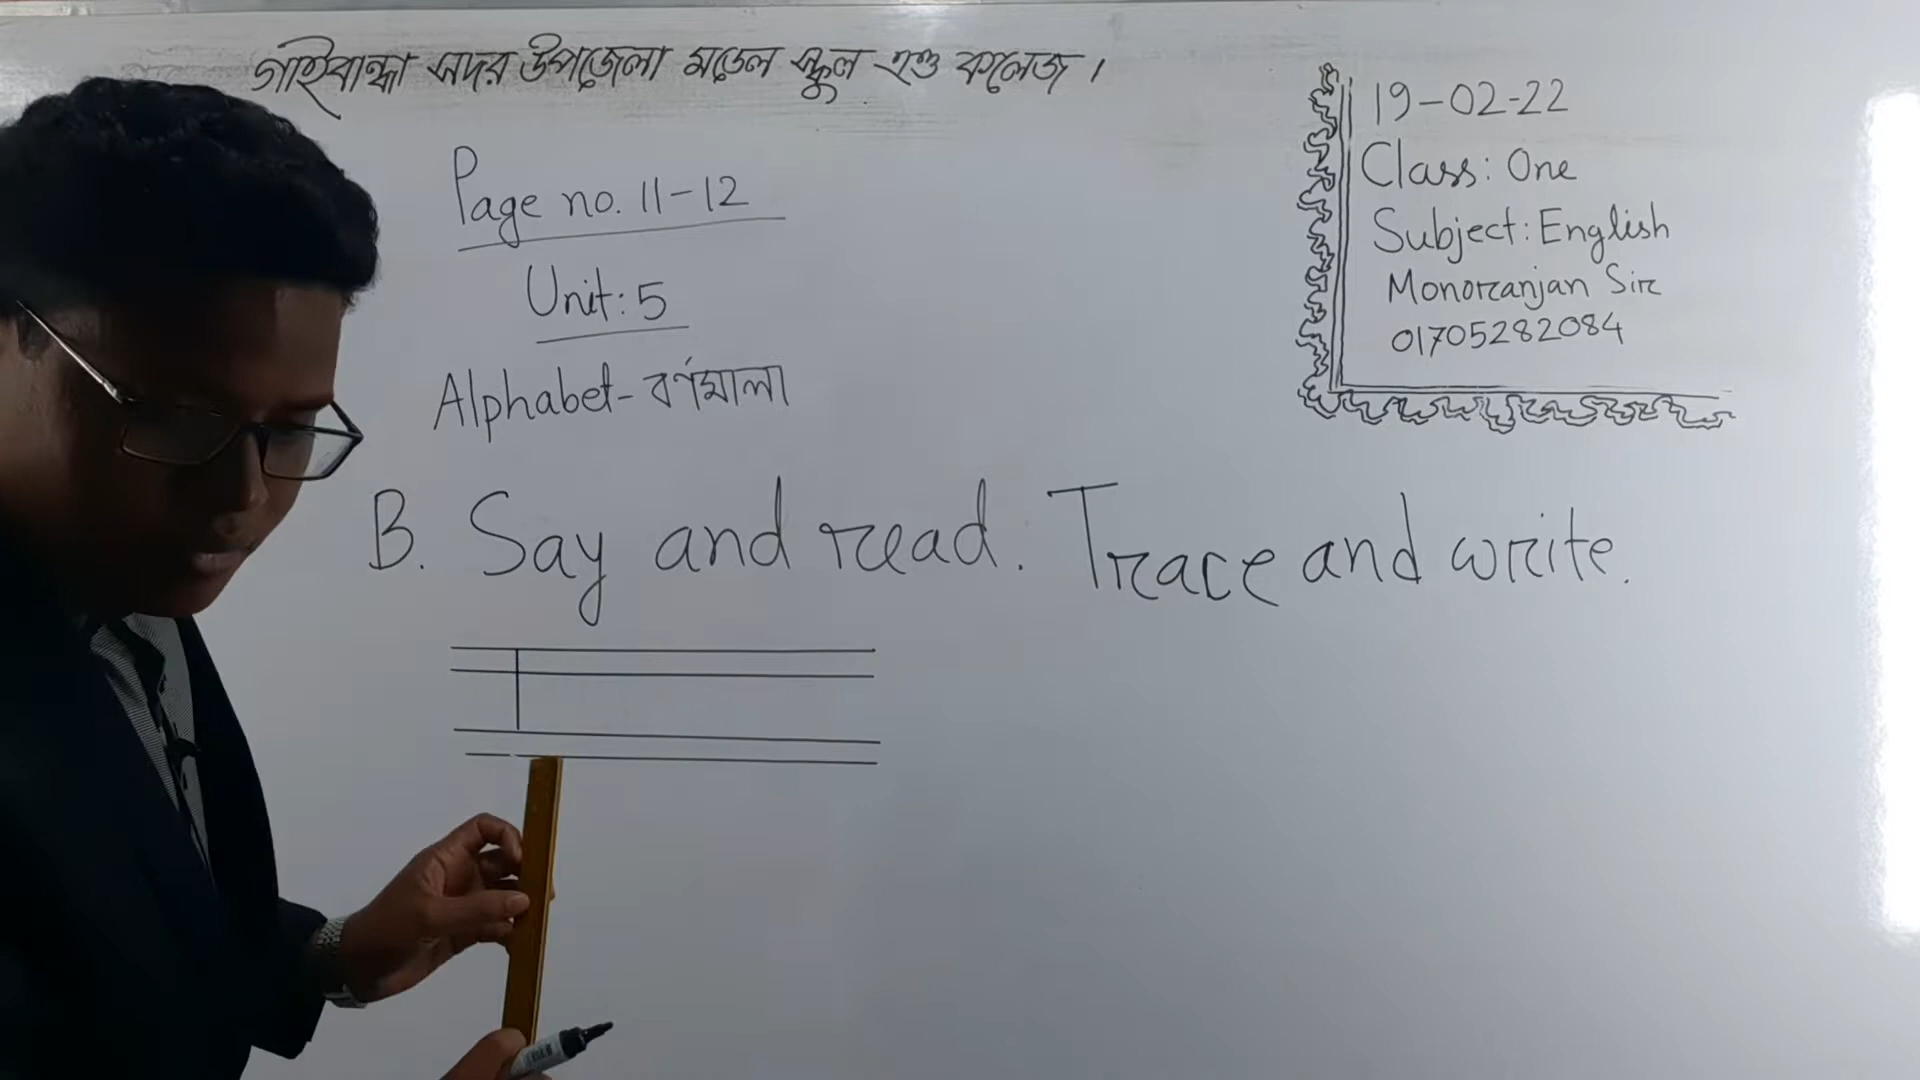 গাইবান্ধা সদর উপজেলা মডেল স্কুল এণ্ড কলেজ।
Page no. 11-12
Unit: 5
Alphabet- বর্ণমালা
19-02-22
Class: One
Subject: English
Monoranjan Sir
01705282084
B. Say and read. Trace and write.